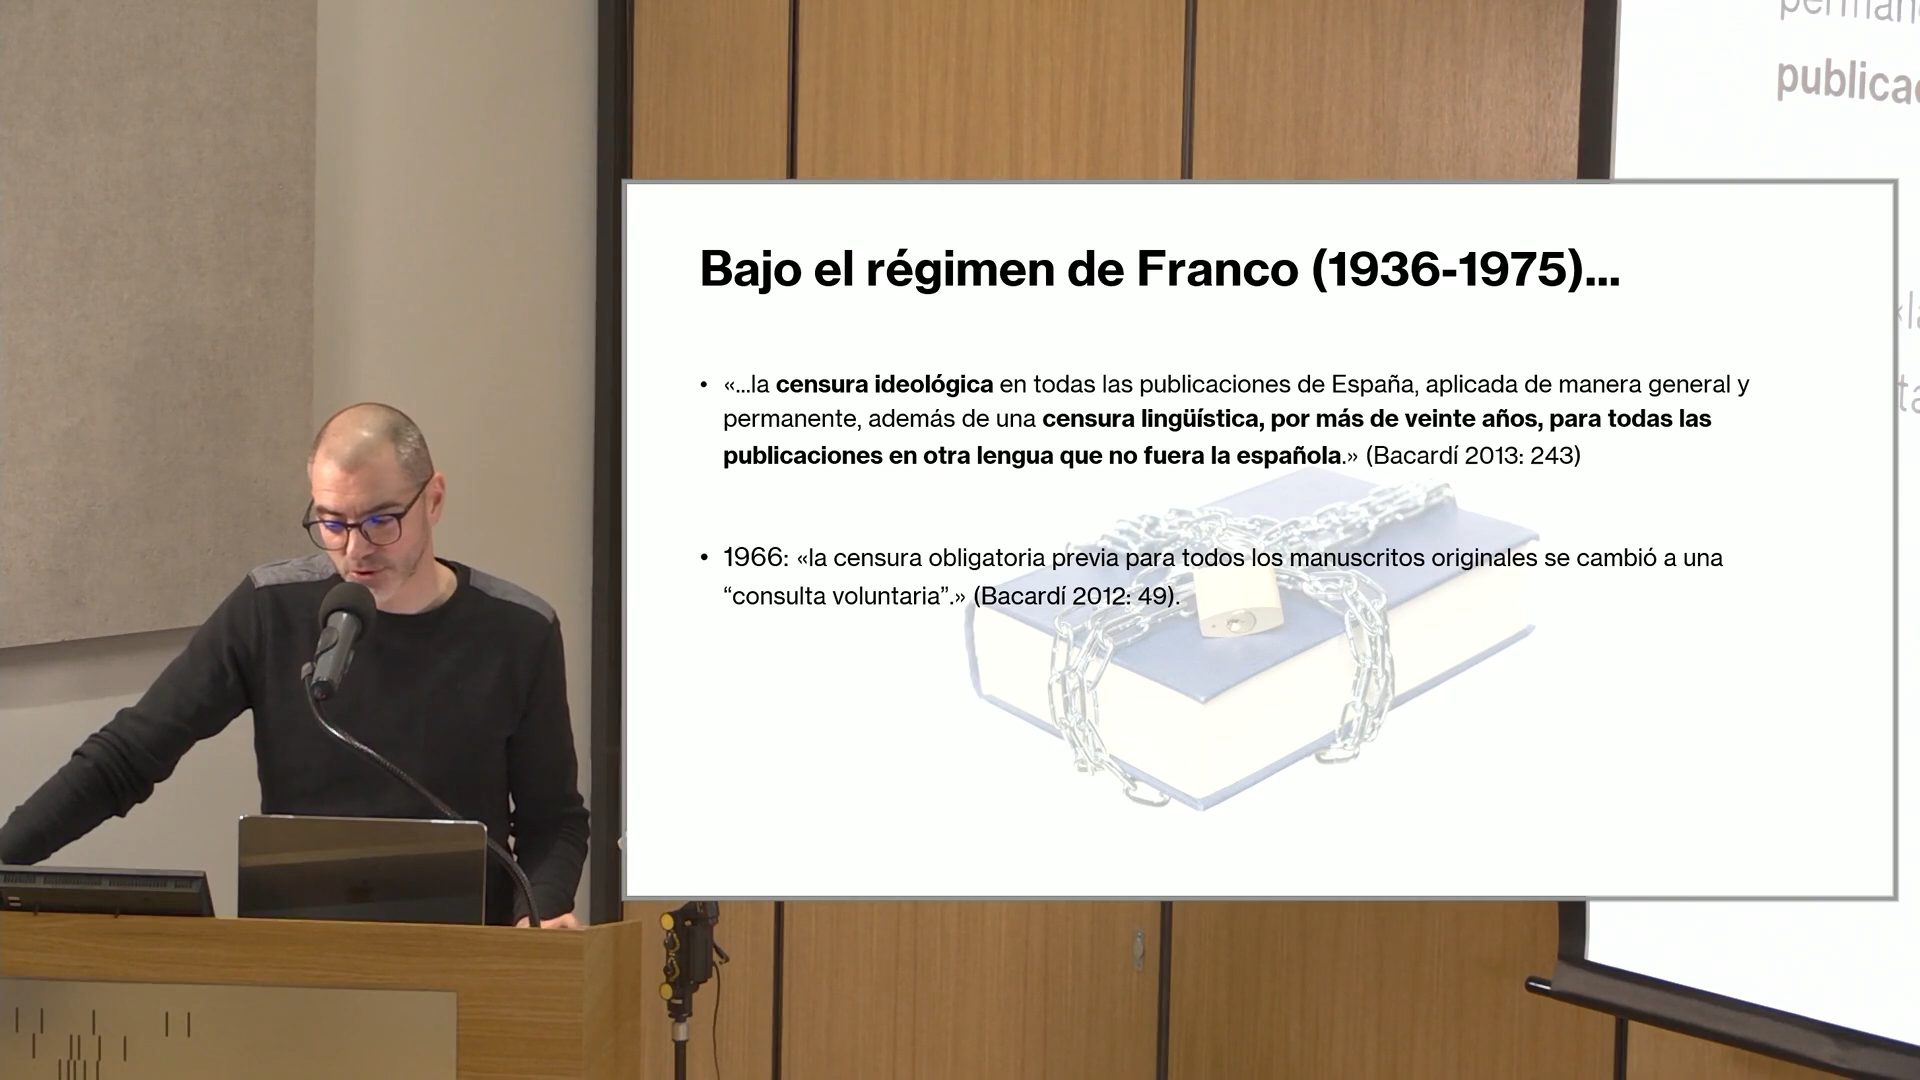 Bajo el régimen de Franco (1936-1975)...
• «...la censura ideológica en todas las publicaciones de España, aplicada de manera general y
permanente, además de una censura lingüística, por más de veinte años, para todas las
publicaciones en otra lengua que no fuera la española.» (Bacardí 2013: 243)
• 1966: «la censura obligatoria previa para todos los manuscritos originales se cambió a una
“consulta voluntaria”.» (Bacardí 2012: 49).